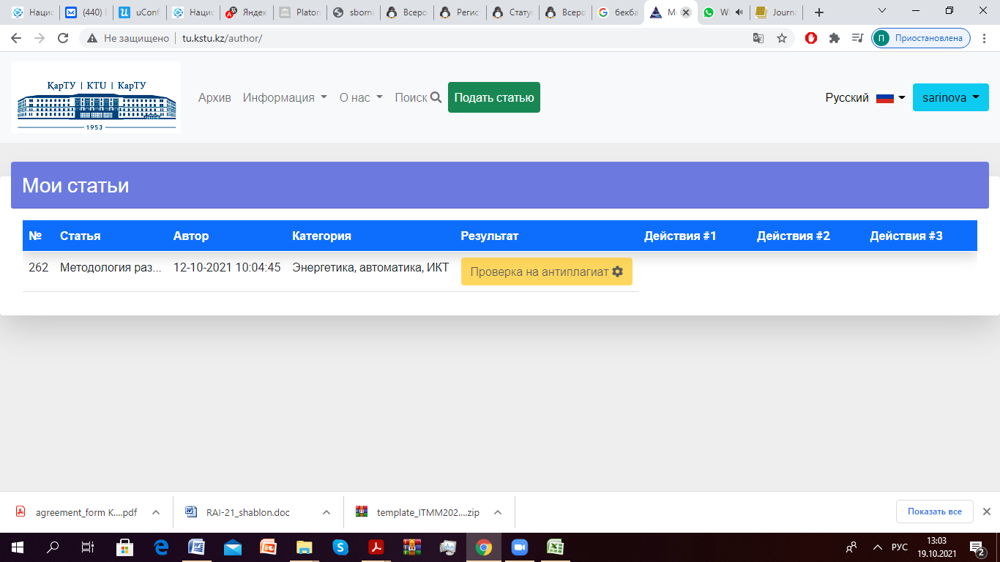 Нацис
(440) 
uConf
Нацис
Яндек
Platon
sborni
Всеро
Регис
Статус
Всеро
бекба
WI
Journa
Не защищено | tu.kstu.kz/author/
Приостановлена
ҚарТУ | KTU | КарТУ
1953
Архив Информация О нас Поиск Подать статью Русский sarinova
Мои статьи
№ Статья Автор Категория Результат Действия #1 Действия #2 Действия #3
262 Методология раз... 12-10-2021 10:04:45 Энергетика, автоматика, ИКТ Проверка на антиплагиат
agreement_form K....pdf RAI-21_shablon.doc template_ITMM202....zip Показать все
РУС
13:03
19.10.2021
2